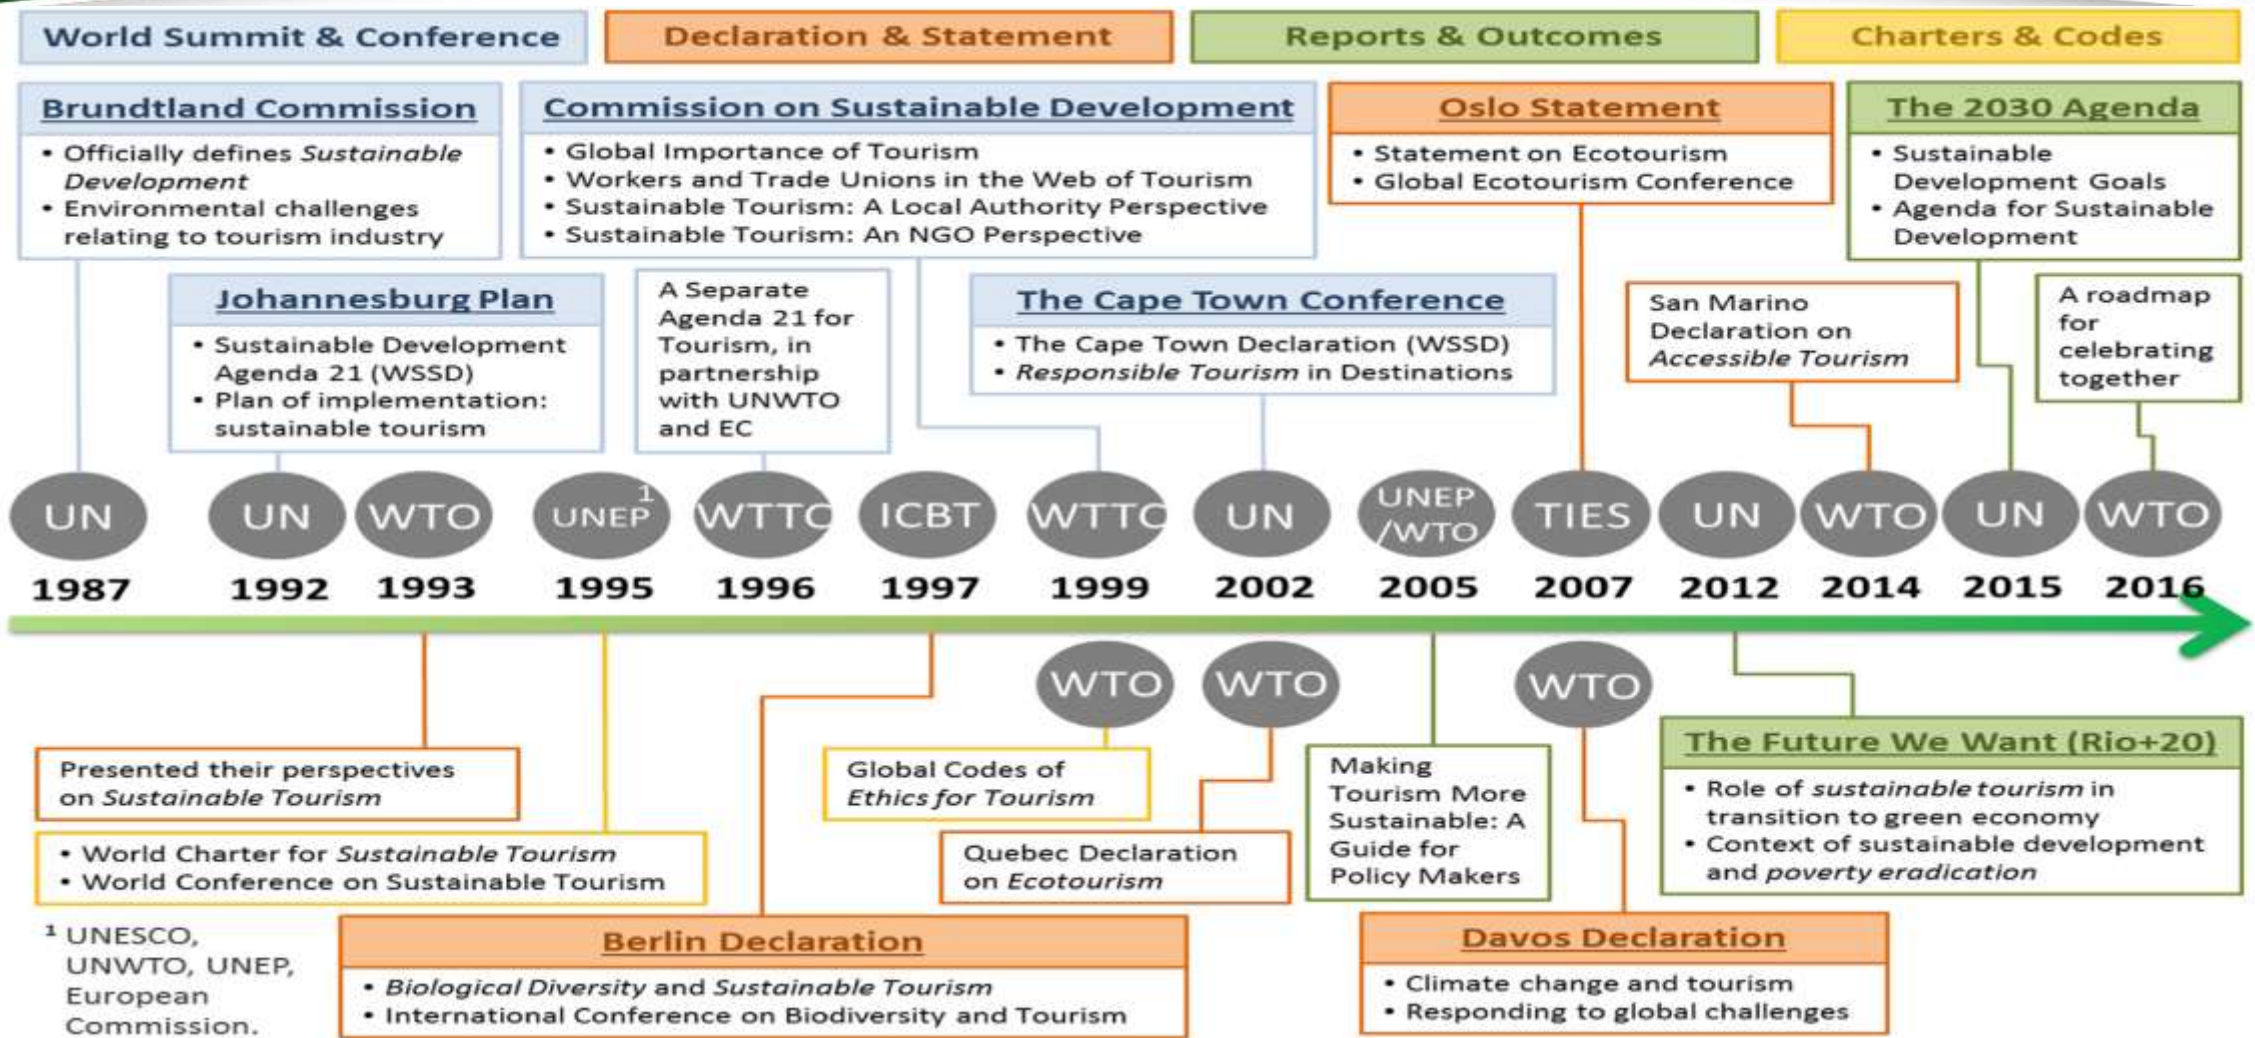 World Summit & Conference
Declaration & Statement
Reports & Outcomes
Charters & Codes
Brundtland Commission
• Officially defines Sustainable
Development
• Environmental challenges
relating to tourism industry
Commission on Sustainable Development
• Global Importance of Tourism
• Workers and Trade Unions in the Web of Tourism
• Sustainable Tourism: A Local Authority Perspective
• Sustainable Tourism: An NGO Perspective
Oslo Statement
• Statement on Ecotourism
• Global Ecotourism Conference
The 2030 Agenda
• Sustainable
Development Goals
• Agenda for Sustainable
Development
Johannesburg Plan
• Sustainable Development
Agenda 21 (WSSD)
• Plan of implementation:
sustainable tourism
A Separate
Agenda 21 for
Tourism, in
partnership
with UNWTO
and EC
The Cape Town Conference
• The Cape Town Declaration (WSSD)
• Responsible Tourism in Destinations
San Marino
Declaration on
Accessible Tourism
A roadmap
for
celebrating
together
UN
UN
WTO
UNEP 1
WTTC
ICBT
WTTC
UN
UNEP
/WTO
TIES
UN
WTO
UN
WTO
1987
1992
1993
1995
1996
1997
1999
2002
2005
2007
2012
2014
2015
2016
WTO
WTO
WTO
Presented their perspectives
on Sustainable Tourism
• World Charter for Sustainable Tourism
• World Conference on Sustainable Tourism
Global Codes of
Ethics for Tourism
Quebec Declaration
on Ecotourism
Making
Tourism More
Sustainable: A
Guide for
Policy Makers
The Future We Want (Rio+20)
• Role of sustainable tourism in
transition to green economy
• Context of sustainable development
and poverty eradication
1 UNESCO,
UNWTO, UNEP,
European
Commission.
Berlin Declaration
• Biological Diversity and Sustainable Tourism
• International Conference on Biodiversity and Tourism
Davos Declaration
• Climate change and tourism
• Responding to global challenges